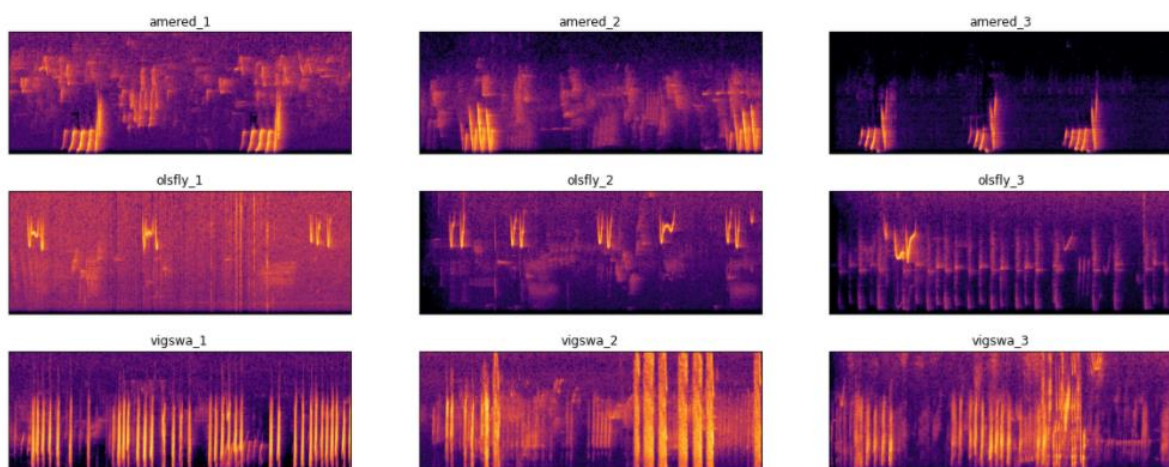 amered_1 amered_2 amered_3
olsfly_1 olsfly_2 olsfly_3
vigswa_1 vigswa_2 vigswa_3